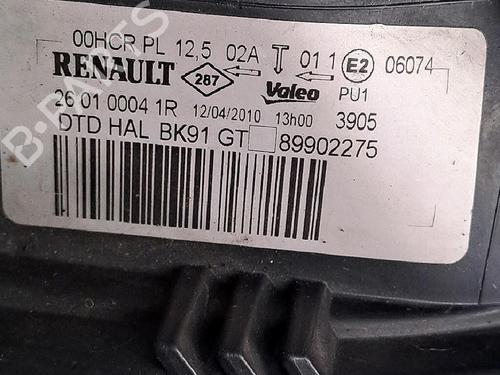 00HCR PL 12,5 02A 01 1 E2 06074
RENAULT 287 Valeo PU1
26 01 0004 1R 12/04/2010 13h00 3905
DTD HAL BK91 GT 89902275
B-PARTS